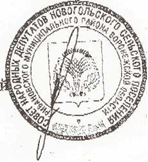 СОВЕТ НАРОДНЫХ ДЕПУТАТОВ НОВОГОЛЬСКОГО СЕЛЬСКОГО ПОСЕЛЕНИЯ
МУНИЦИПАЛЬНОГО РАЙОНА ВОРОНЕЖСКОЙ ОБЛАСТИ